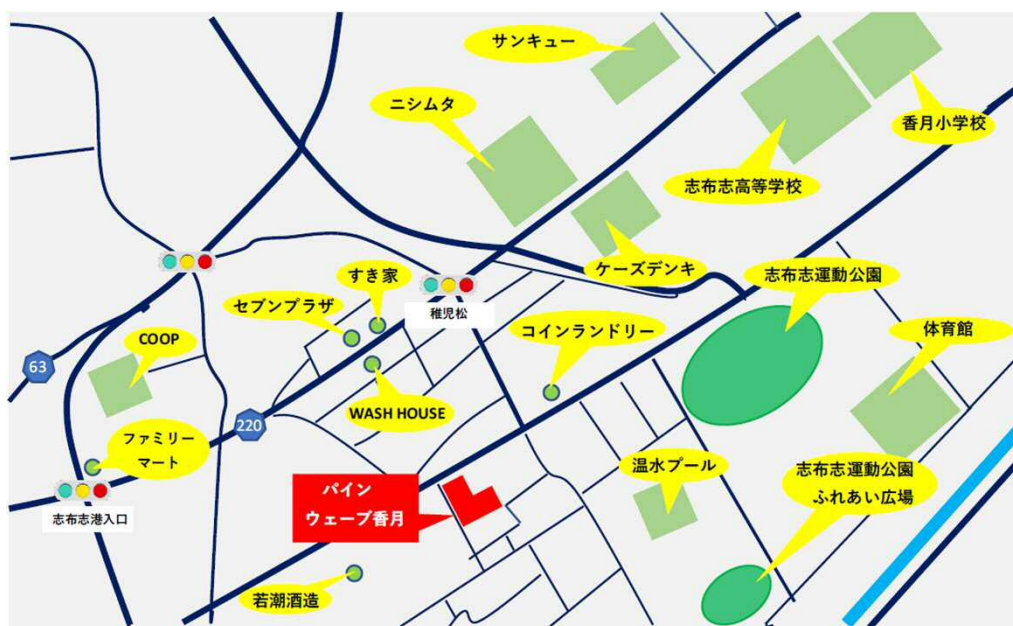 サンキュー
ニシムタ
香月小学校
志布志高等学校
ケーズデンキ
志布志運動公園
すき家
セブンプラザ
稚児松
コインランドリー
体育館
COOP
63
WASH HOUSE
220
ファミリー
マート
温水プール
志布志運動公園
ふれあい広場
パイン
ウェーブ香月
志布志港入口
若潮酒造